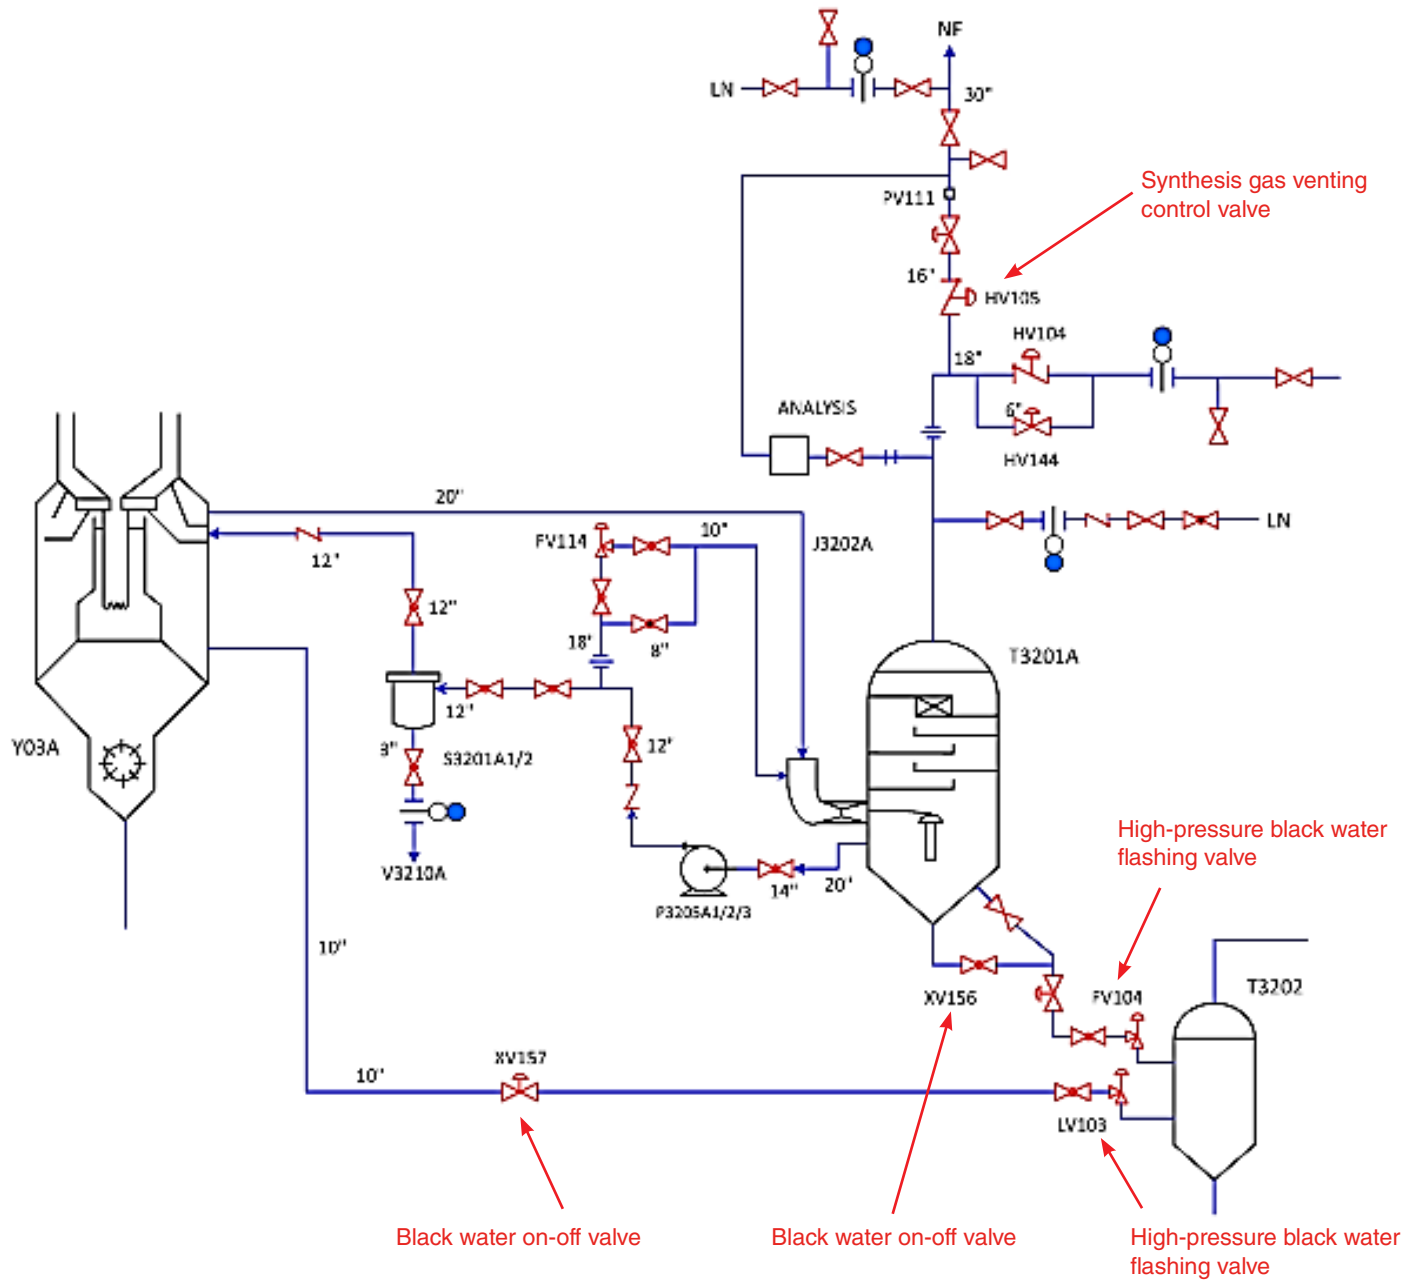 NF
LN
30"
Synthesis gas venting
control valve
PV111
16"
HV105
HV104
18"
ANALYSIS
6"
HV144
20"
10"
FV114
J3202A
LN
12"
12"
18"
8"
T3201A
12"
12"
Y03A
3"
S3201A1/2
High-pressure black water
flashing valve
V3210A
14"
20"
P3205A1/2/3
10"
T3202
XV156
FV104
XV157
10"
LV103
Black water on-off valve
Black water on-off valve
High-pressure black water
flashing valve